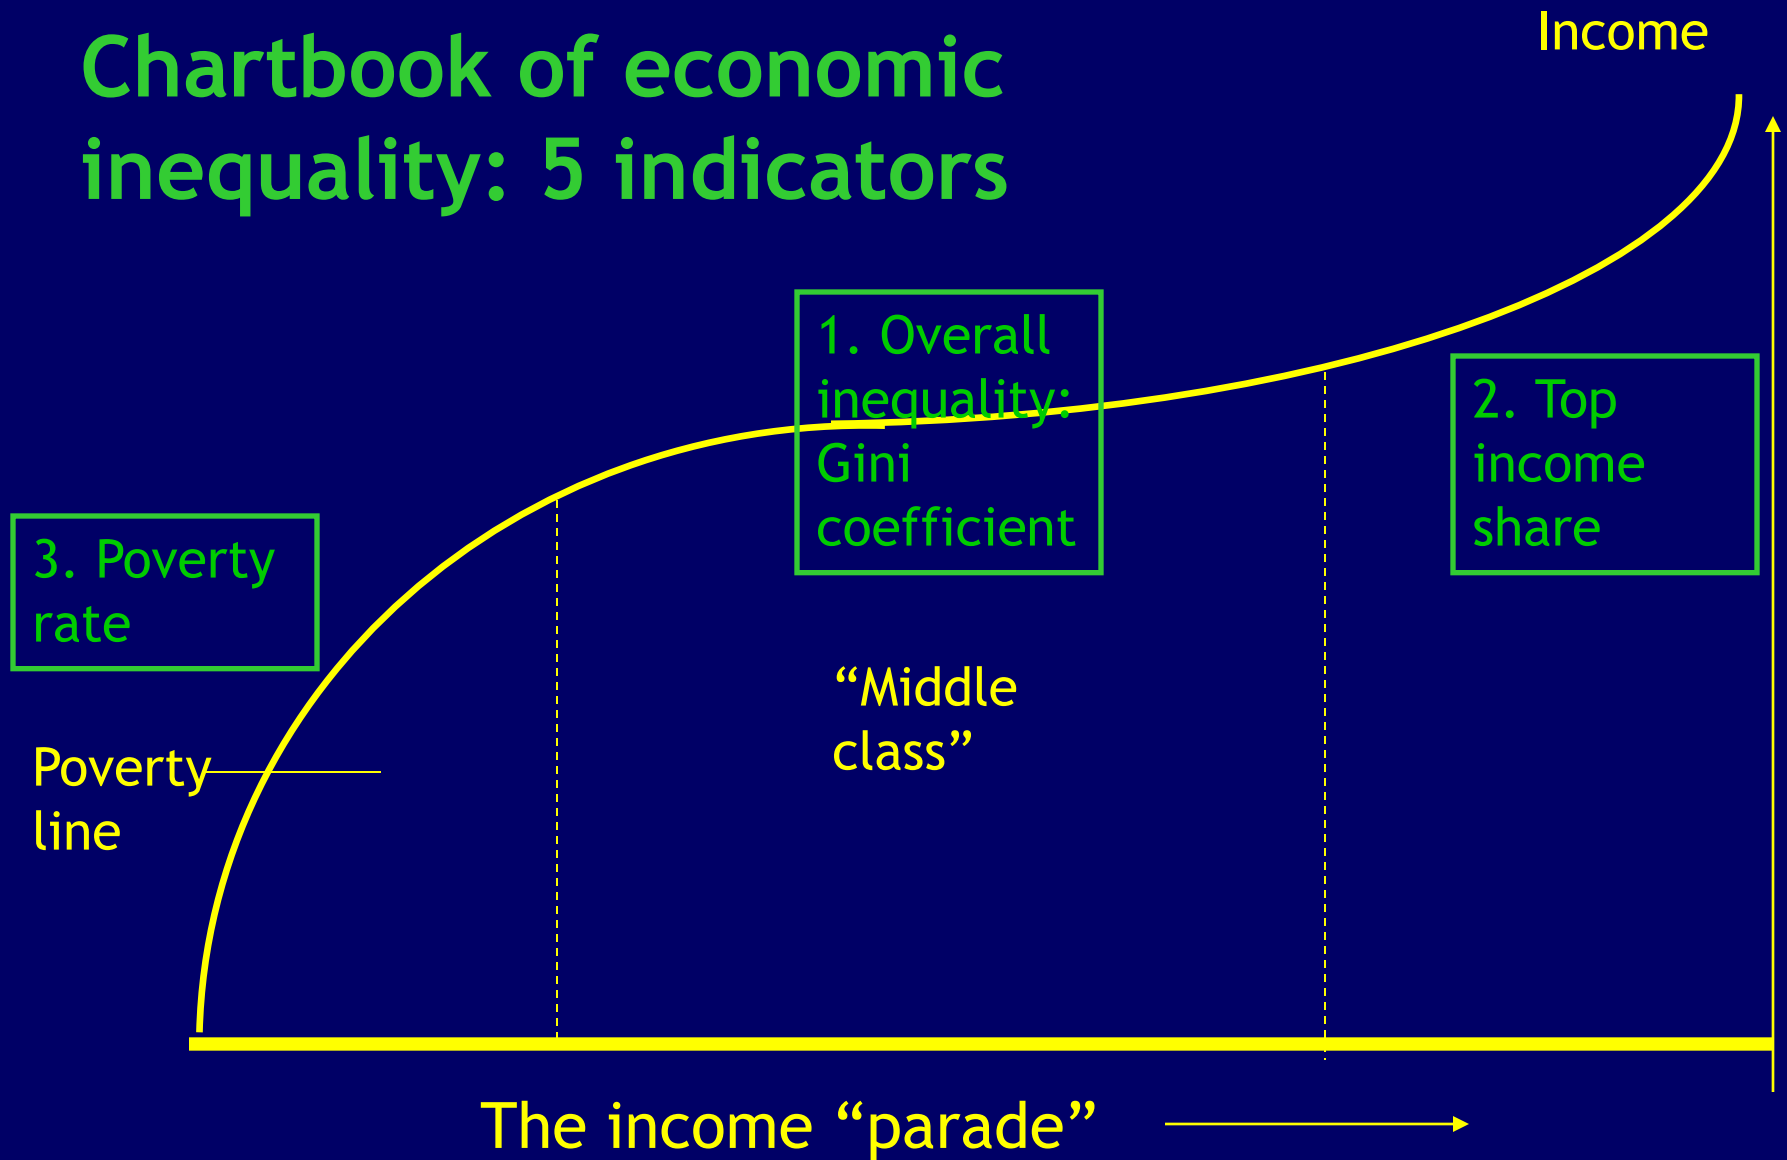 Income
Chartbook of economic
inequality: 5 indicators
1. Overall
inequality:
Gini
coefficient
2. Top
income
share
3. Poverty
rate
“Middle
class”
Poverty
line
The income “parade”